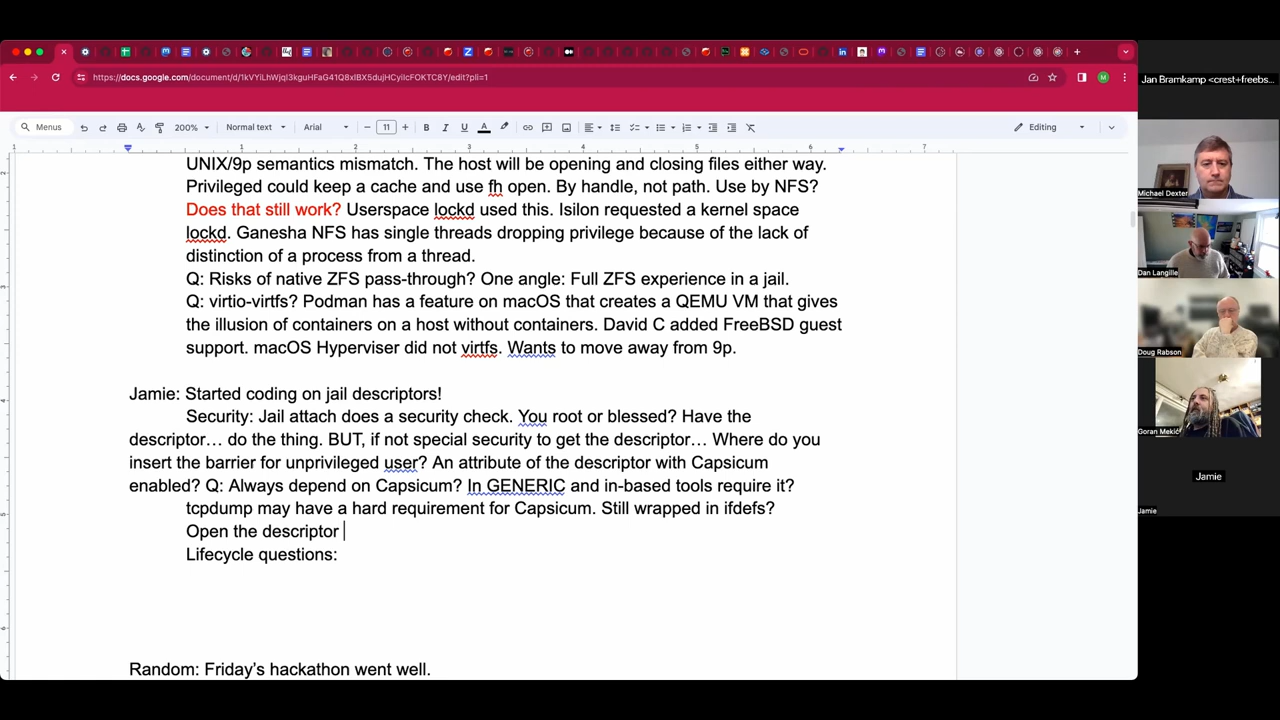 https://docs.google.com/document/d/1kVYiLhWjqI3kguHFaG41Q8xIBX5dujHCyiIcFOKTC8Y/edit?pli=1
Menus 200% Normal text Arial 11 Editing
UNIX/9p semantics mismatch. The host will be opening and closing files either way.
Privileged could keep a cache and use fh open. By handle, not path. Use by NFS?
Does that still work? Userspace lockd used this. Isilon requested a kernel space
lockd. Ganesha NFS has single threads dropping privilege because of the lack of
distinction of a process from a thread.
Q: Risks of native ZFS pass-through? One angle: Full ZFS experience in a jail.
Q: virtio-virtfs? Podman has a feature on macOS that creates a QEMU VM that gives
the illusion of containers on a host without containers. David C added FreeBSD guest
support. macOS Hyperviser did not virtfs. Wants to move away from 9p.
Jamie: Started coding on jail descriptors!
Security: Jail attach does a security check. You root or blessed? Have the
descriptor… do the thing. BUT, if not special security to get the descriptor… Where do you
insert the barrier for unprivileged user? An attribute of the descriptor with Capsicum
enabled? Q: Always depend on Capsicum? In GENERIC and in-based tools require it?
tcpdump may have a hard requirement for Capsicum. Still wrapped in ifdefs?
Open the descriptor
Lifecycle questions:
Random: Friday's hackathon went well.
Jan Bramkamp <crest+freebs...
Michael Dexter
Dan Langille
Doug Rabson
Goran Mekić
Jamie
Jamie